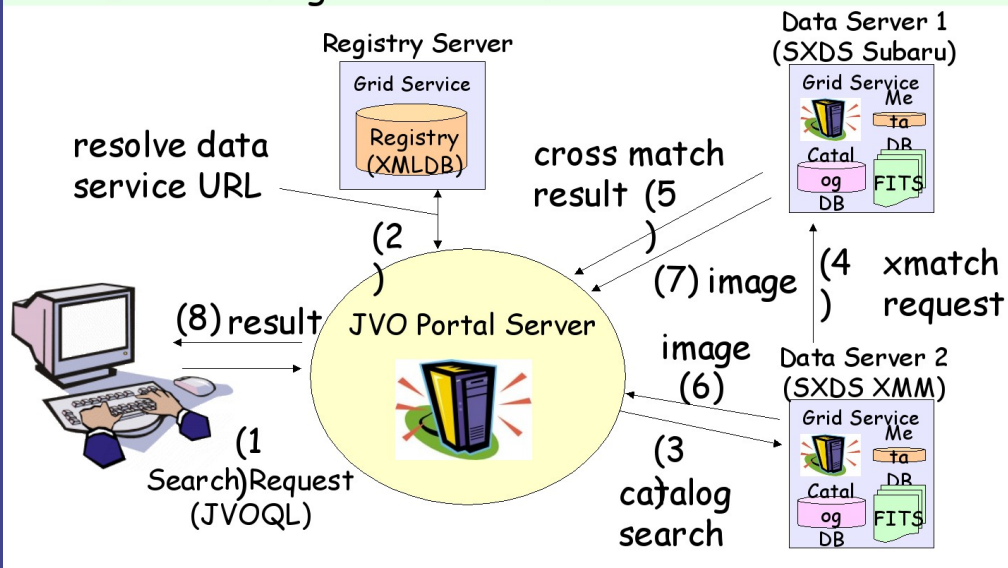 Registry Server
Grid Service
Registry
(XMLDB)
resolve data
service URL
(2
)
cross match
result (5
)
(7) image
Data Server 1
(SXDS Subaru)
Grid Service
Me
ta
DB
Catal
og
DB
FITS
(4
)
xmatch
request
(8) result
JVO Portal Server
image
(6)
Data Server 2
(SXDS XMM)
Grid Service
Me
ta
DB
Catal
og
DB
FITS
(1
)
Search Request
(JVOQL)
(3
)
catalog
search